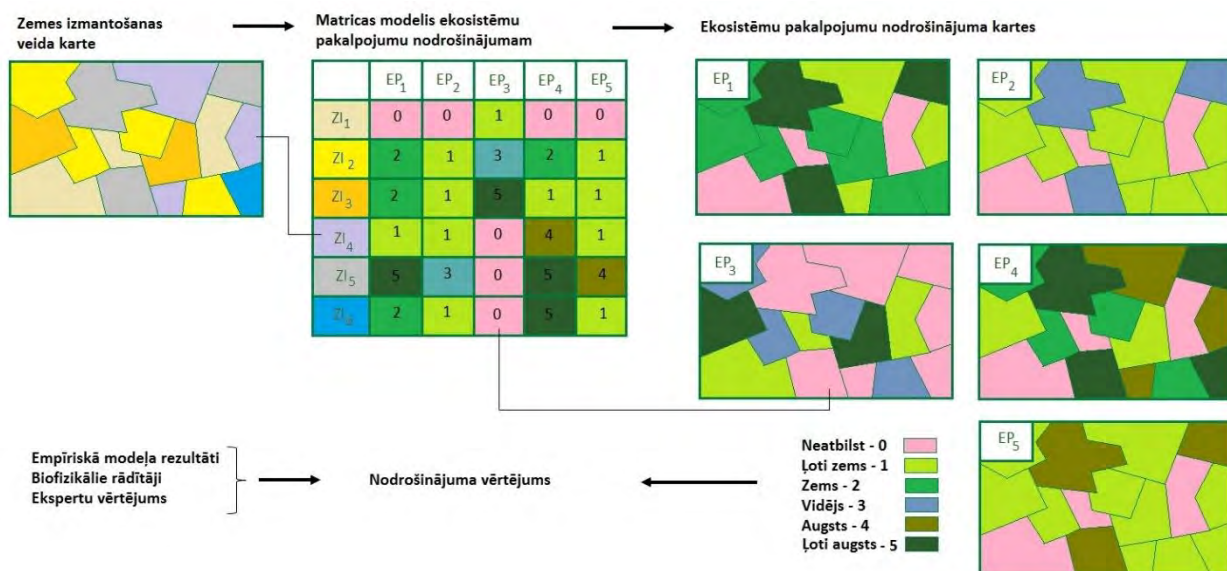 Zemes izmantošanas
veida karte
Matricas modelis ekosistēmu
pakalpojumu nodrošinājumam
Ekosistēmu pakalpojumu nodrošinājuma kartes
EP1 EP2 EP3 EP4 EP5
ZI1 0 0 1 0 0
ZI2 2 1 3 2 1
ZI3 2 1 5 1 1
ZI4 1 1 0 4 1
ZI5 5 3 0 5 4
2 1 0 5 1
EP1
EP2
EP3
EP4
EP5
Empīriskā modeļa rezultāti
Biofizikālie rādītāji
Ekspertu vērtējums
Nodrošinājuma vērtējums
Neatbilst - 0
Ļoti zems - 1
Zems - 2
Vidējs - 3
Augsts - 4
Ļoti augsts - 5